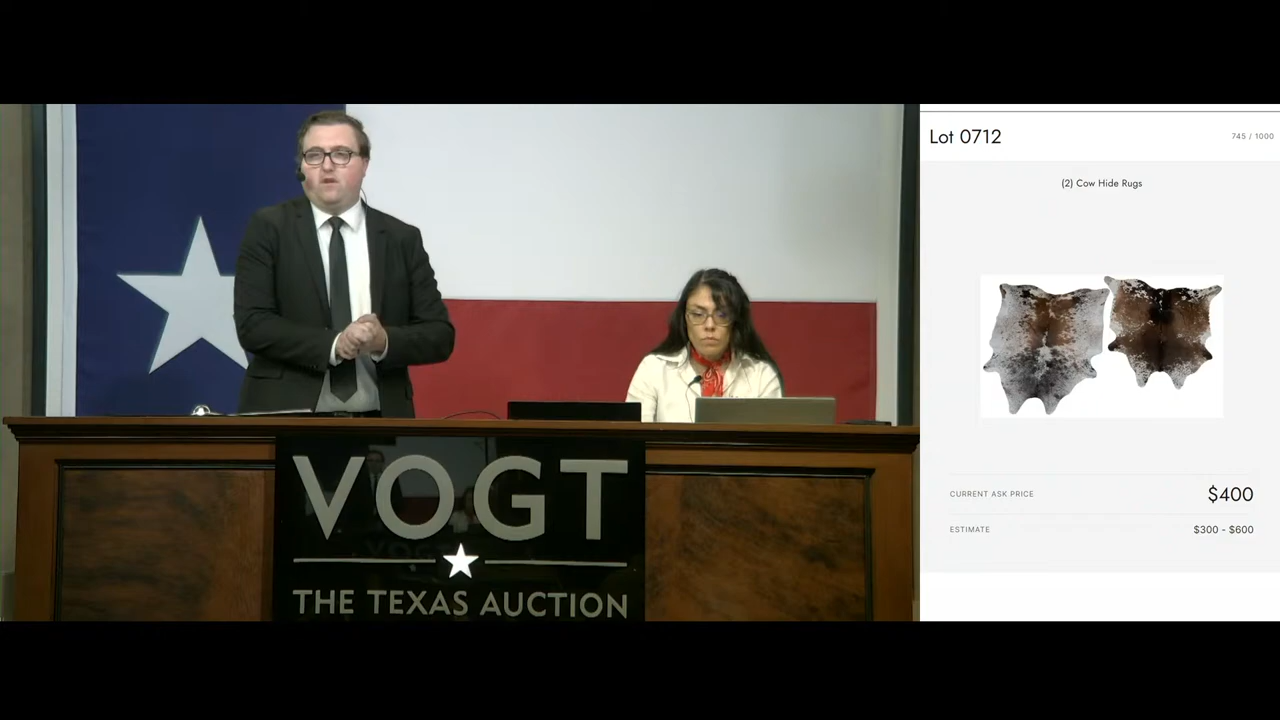 VOGT
THE TEXAS AUCTION
Lot 0712
745 / 1000
(2) Cow Hide Rugs
CURRENT ASK PRICE
$400
ESTIMATE
$300 - $600